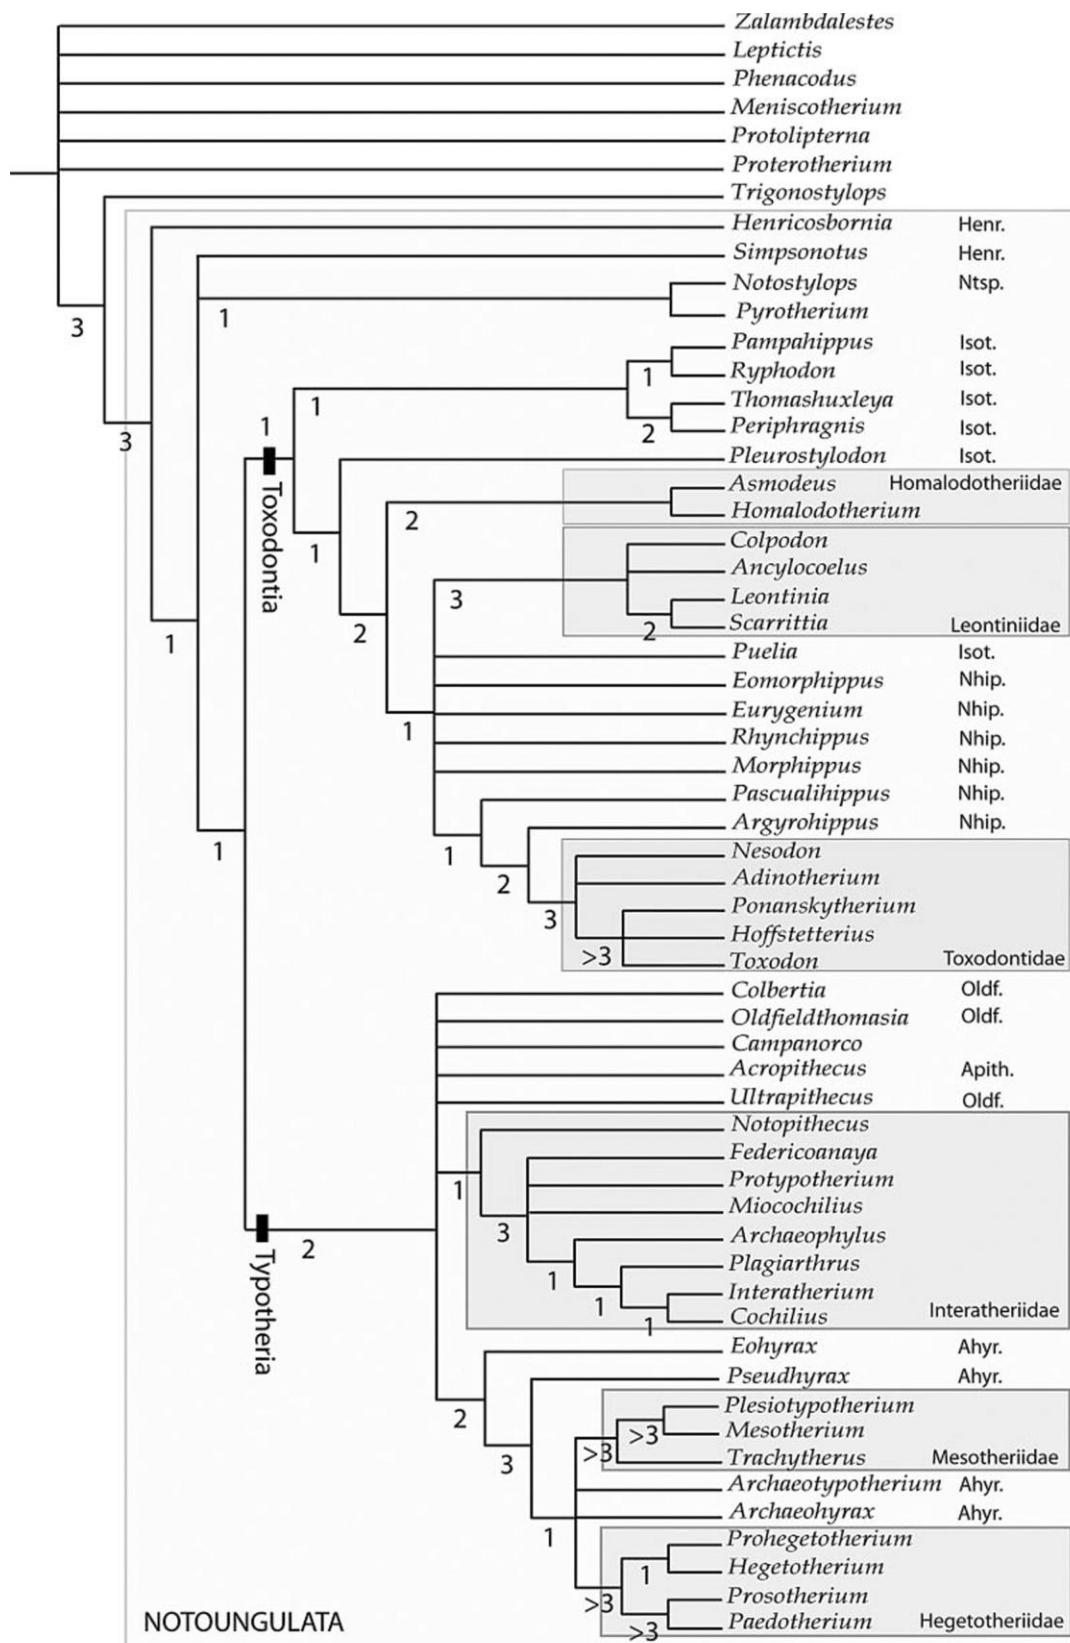 Zalambdalestes
Leptictis
Phenacodus
Meniscotherium
Protolipterna
Proterotherium
Trigonostylops
Henricosbornia Henr.
Simpsonotus Henr.
Notostylops Ntsp.
Pyrotherium
1
3
Pampahippus Isot.
Ryphodon Isot.
1
Thomashuxleya Isot.
1
Periphragnis Isot.
2
1
3
Pleurostylodon Isot.
Asmodeus Homalodotheriidae
Homalodotherium
2
Toxodontia
Colpodon
1
Ancylocoelus
Leontinia
3
Scarrittia Leontiniidae
2
2
1
Puelia Isot.
Eomorphippus Nhip.
Eurygenium Nhip.
1
Rhynchippus Nhip.
Morphippus Nhip.
Pascualihippus Nhip.
Argyrohippus Nhip.
1
1
Nesodon
Adinotherium
2
Ponanskytherium
3
Hoffstetterius
>3
Toxodon Toxodontidae
Colbertia Oldf.
Oldfieldthomasia Oldf.
Campanorco
Acropithecus Apith.
Ultrapithecus Oldf.
Notopithecus
Federicoanaya
Protypotherium
1
Miocochilius
3
Archaeophylus
2
Typotheria
Plagiarthrus
1
Interatherium
1
Cochilius Interatheriidae
1
Eohyrax Ahyr.
Pseudhyrax Ahyr.
Plesiotypotherium
2
Mesotherium
>3
>3
Trachytherus Mesotheriidae
3
Archaeotypotherium Ahyr.
Archaeohyrax Ahyr.
1
Prohegetotherium
Hegetotherium
1
Prosotherium
>3
Paedotherium Hegetotheriidae
>3
NOTOUNGULATA